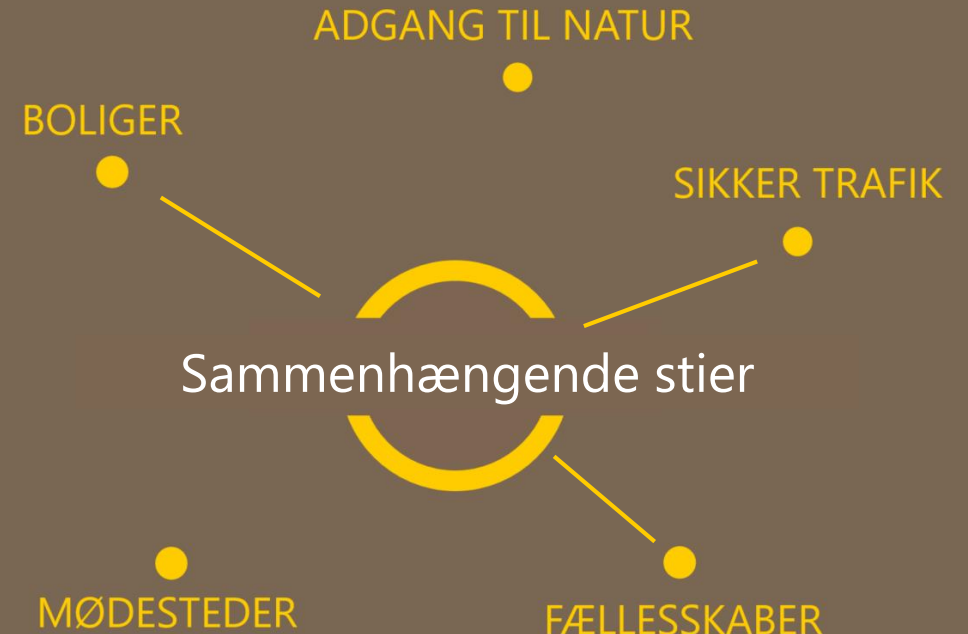 ADGANG TIL NATUR
BOLIGER
SIKKER TRAFIK
Sammenhængende stier
MØDESTEDER
FÆLLESSKABER